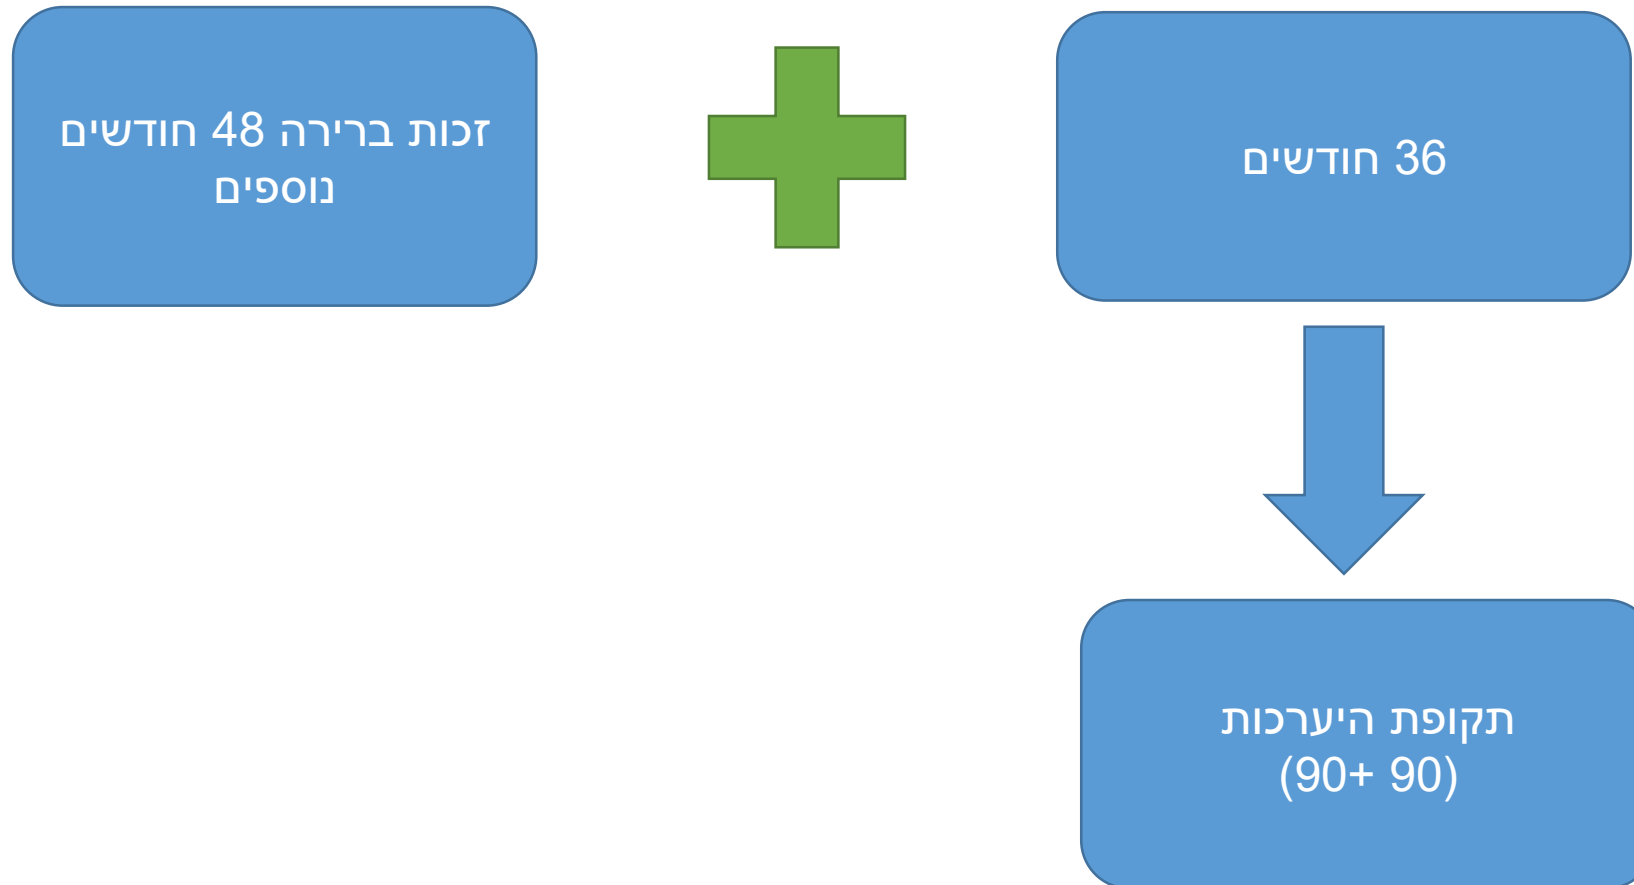 36 חודשים
זכות ברירה 48 חודשים
נוספים
תקופת היערכות
(90 +90)